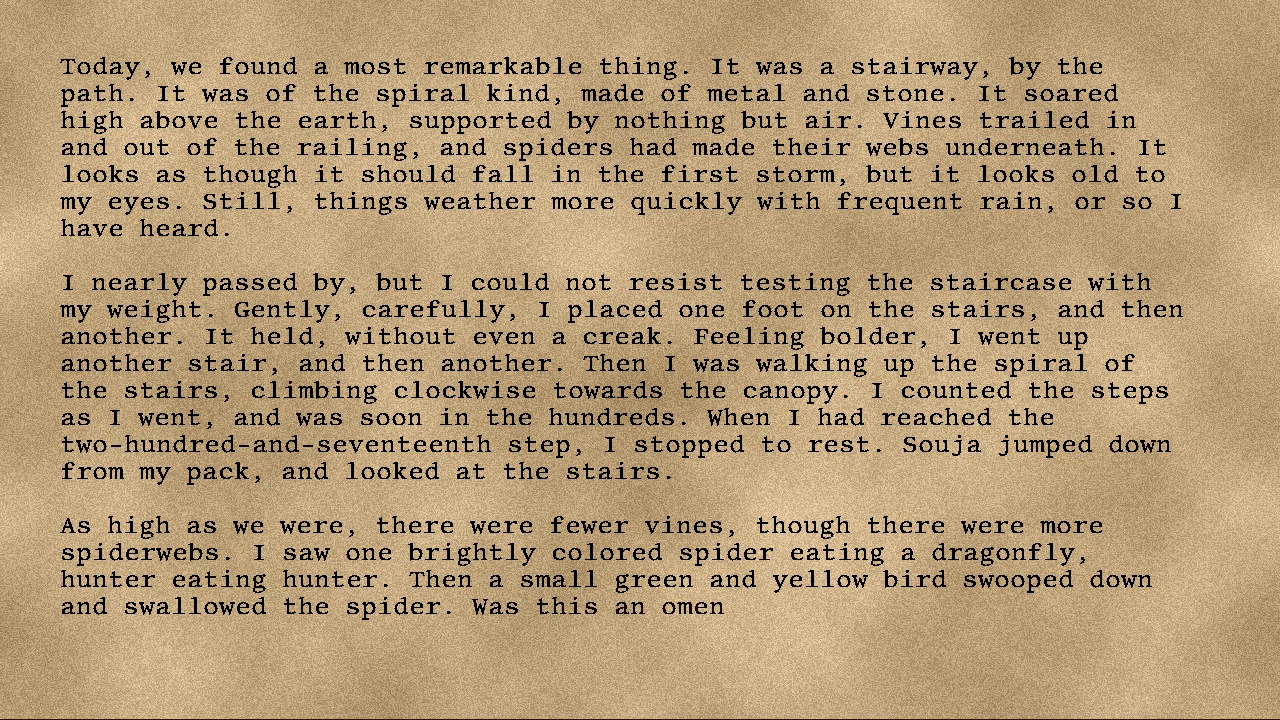 Today, we found a most remarkable thing. It was a stairway, by the
path. It was of the spiral kind, made of metal and stone. It soared
high above the earth, supported by nothing but air. Vines trailed in
and out of the railing, and spiders had made their webs underneath. It
looks as though it should fall in the first storm, but it looks old to
my eyes. Still, things weather more quickly with frequent rain, or so I
have heard.

I nearly passed by, but I could not resist testing the staircase with
my weight. Gently, carefully, I placed one foot on the stairs, and then
another. It held, without even a creak. Feeling bolder, I went up
another stair, and then another. Then I was walking up the spiral of
the stairs, climbing clockwise towards the canopy. I counted the steps
as I went, and was soon in the hundreds. When I had reached the
two-hundred-and-seventeenth step, I stopped to rest. Souja jumped down
from my pack, and looked at the stairs.

As high as we were, there were fewer vines, though there were more
spiderwebs. I saw one brightly colored spider eating a dragonfly,
hunter eating hunter. Then a small green and yellow bird swooped down
and swallowed the spider. Was this an omen